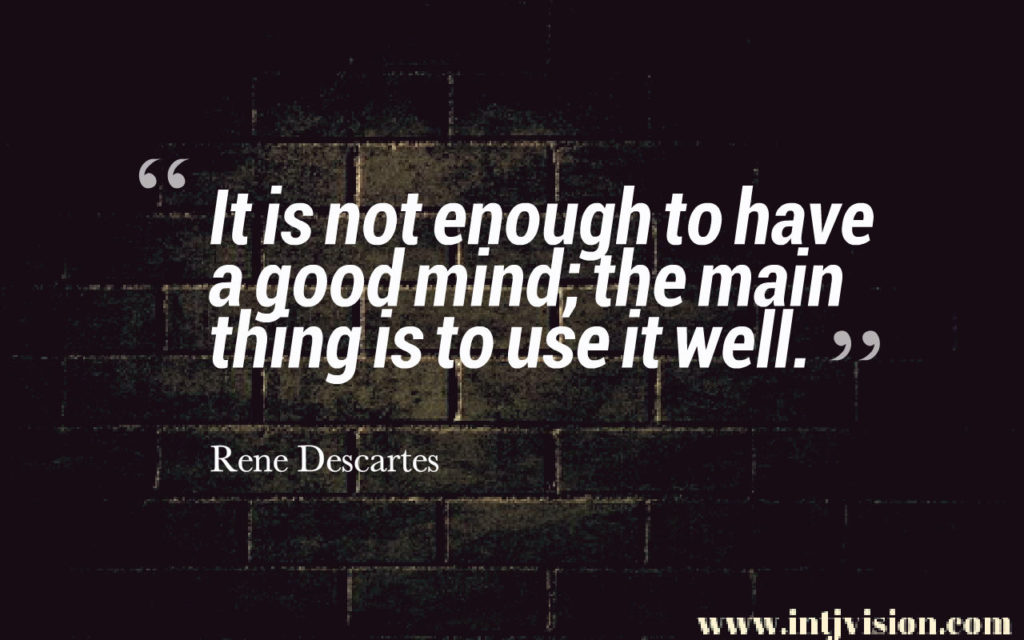 “
It is not enough to have
a good mind; the main
thing is to use it well. ”
Rene Descartes
www.intjvision.com